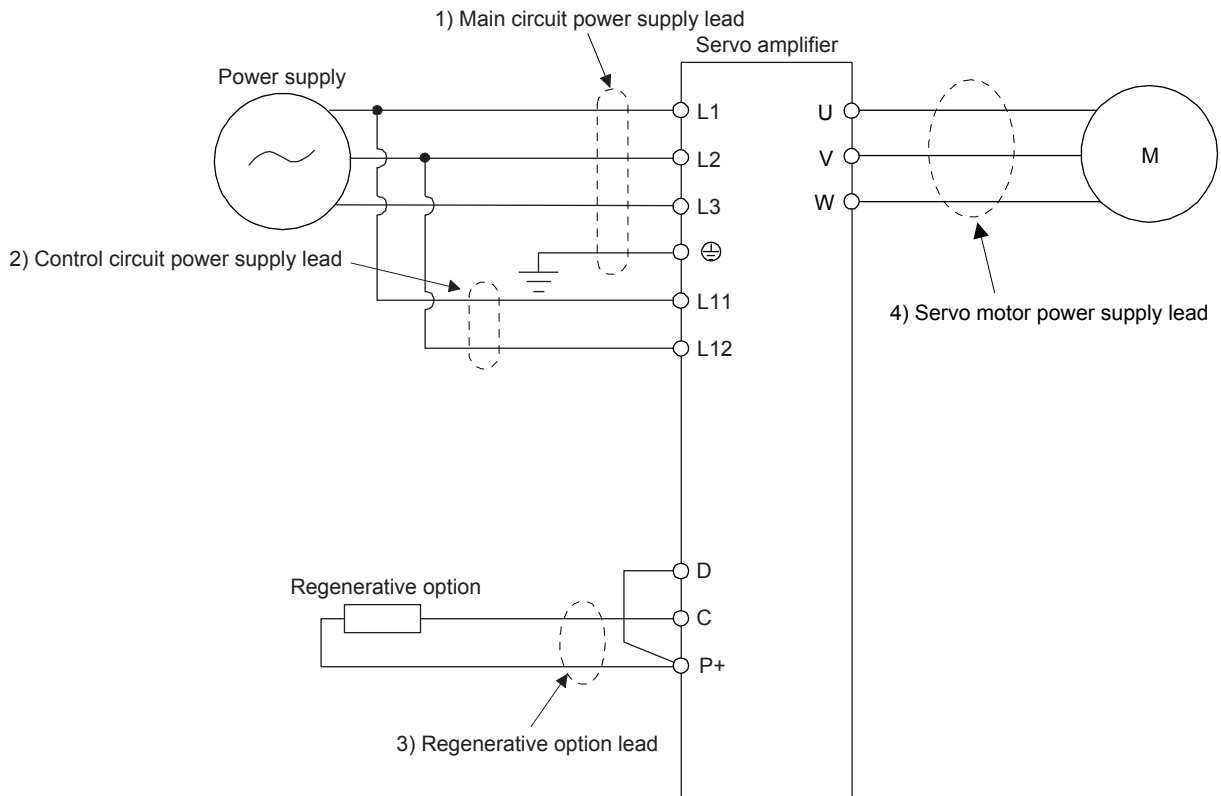 1) Main circuit power supply lead
Servo amplifier
Power supply
L1
U
L2
V
M
L3
W
2) Control circuit power supply lead
L11
4) Servo motor power supply lead
L12
D
Regenerative option
C
P+
3) Regenerative option lead